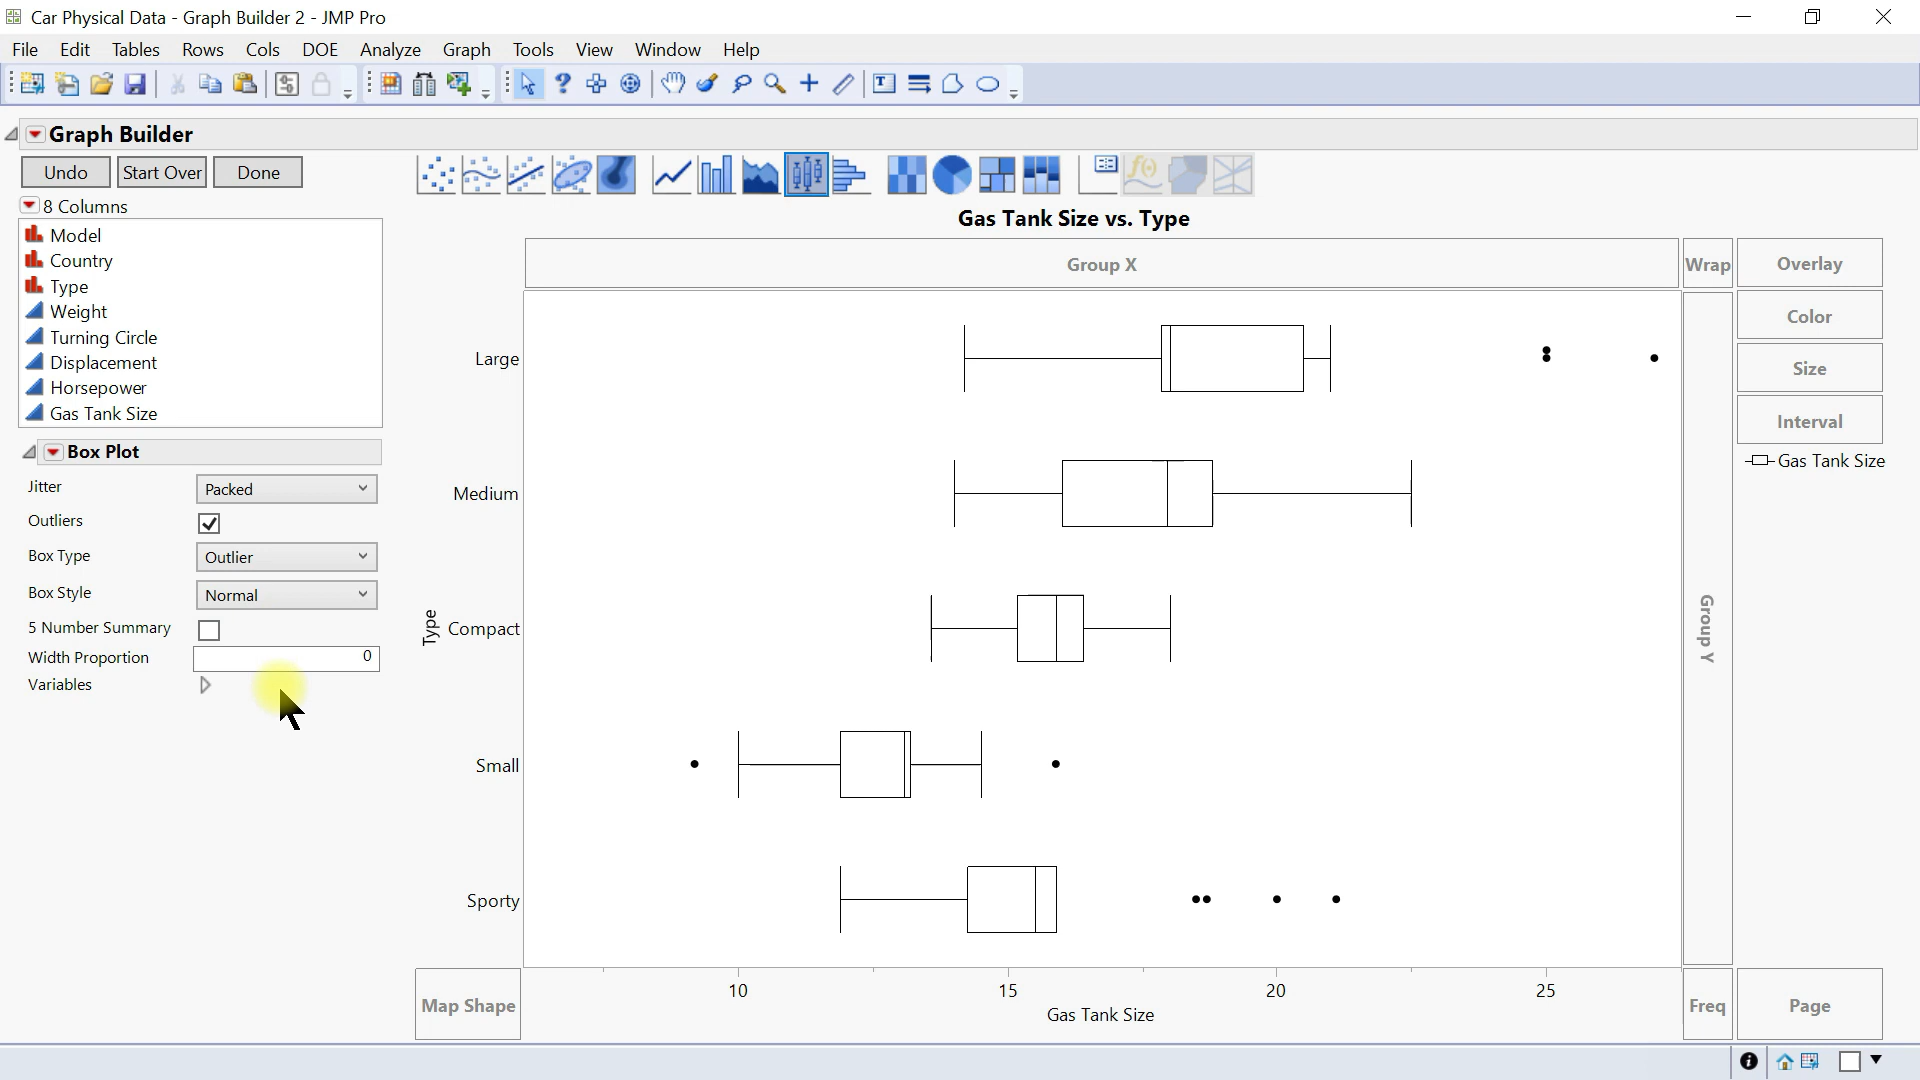 Car Physical Data - Graph Builder 2 - JMP Pro
File Edit Tables Rows Cols DOE Analyze Graph Tools View Window Help
Graph Builder
Undo Start Over Done
8 Columns
Model
Country
Type
Weight
Turning Circle
Displacement
Horsepower
Gas Tank Size
Box Plot
Jitter Packed
Outliers
Box Type Outlier
Box Style Normal
5 Number Summary
Width Proportion 0
Variables
Gas Tank Size vs. Type
Group X
Wrap
Overlay
Color
Size
Interval
Gas Tank Size
Group Y
Type
Large
Medium
Compact
Small
Sporty
10 15 20 25
Gas Tank Size
Map Shape
Freq
Page